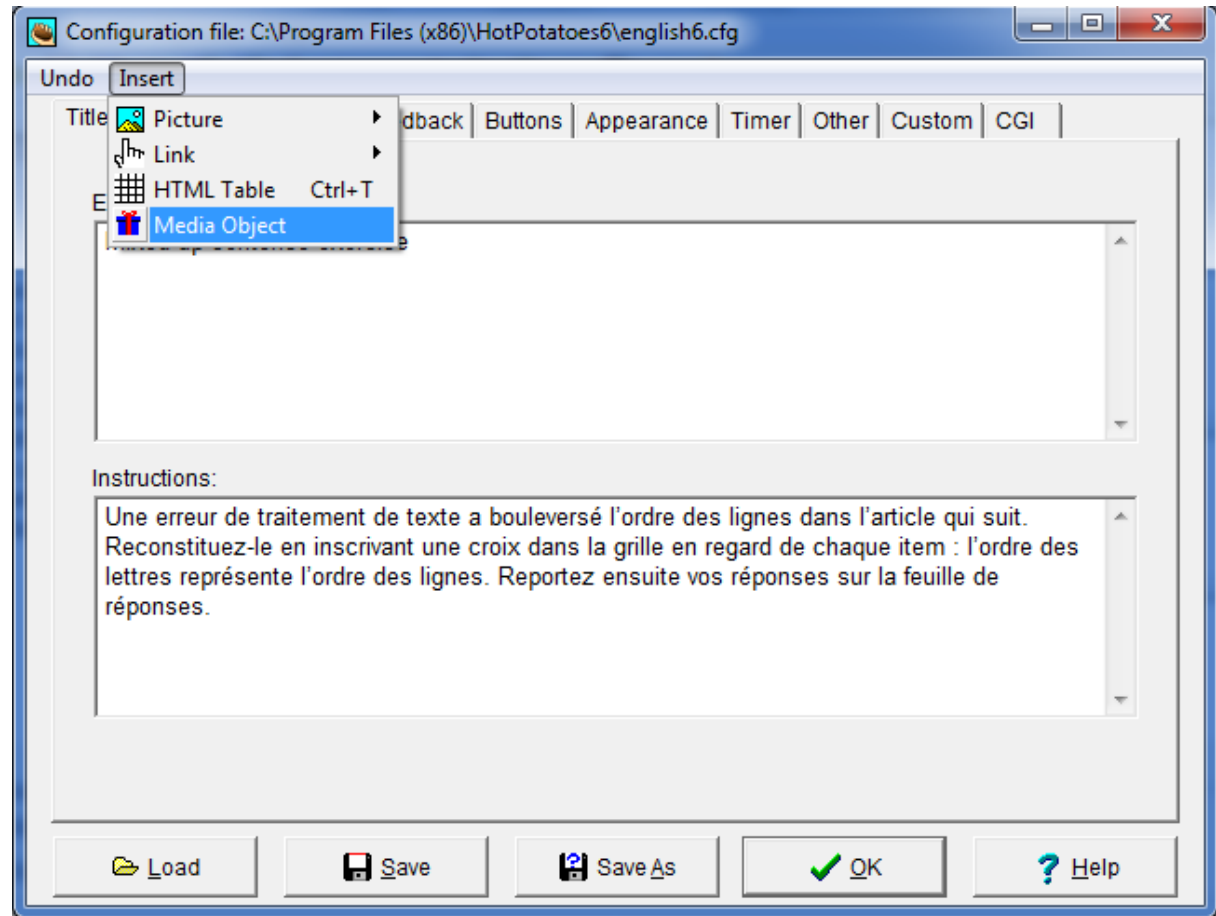 Configuration file: C:\Program Files (x86)\HotPotatoes6\english6.cfg
Undo Insert
Title dback Buttons Appearance Timer Other Custom CGI
Picture
Link
HTML Table Ctrl+T
E
Media Object
Instructions:
Une erreur de traitement de texte a bouleversé l’ordre des lignes dans l’article qui suit.
Reconstituez-le en inscrivant une croix dans la grille en regard de chaque item : l’ordre des
lettres représente l’ordre des lignes. Reportez ensuite vos réponses sur la feuille de
réponses.
Load Save Save As OK Help